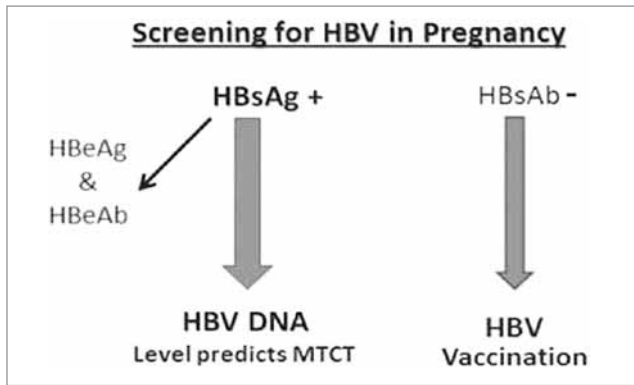 Screening for HBV in Pregnancy
HBsAg +
HBsAb -
HBeAg
&
HBeAb
HBV DNA
Level predicts MTCT
HBV
Vaccination